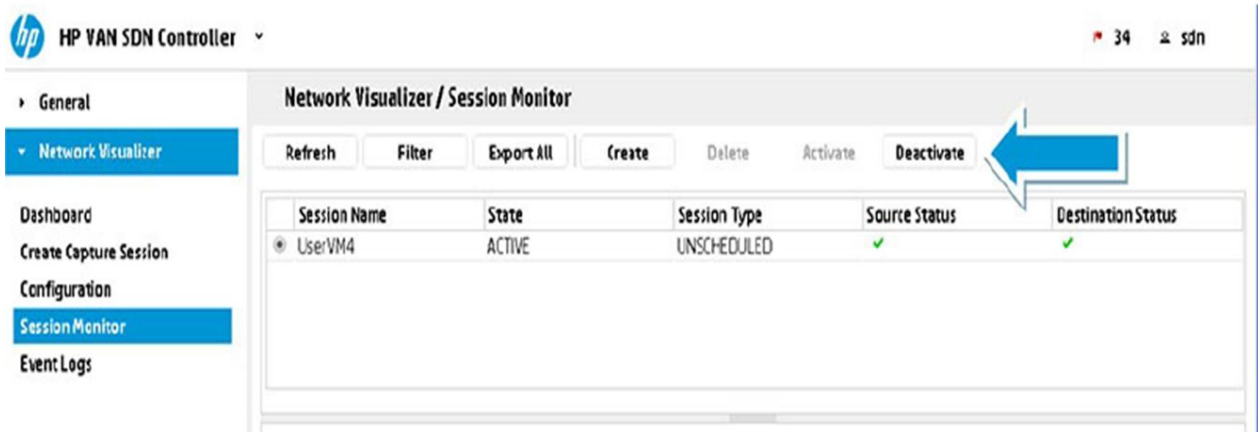 hp HP VAN SDN Controller 34 sdn
General
Network Visualizer / Session Monitor
Network Visualizer
Refresh Filter Export All Create Delete Activate Deactivate
Dashboard
Create Capture Session
Configuration
Session Monitor
Event Logs
Session Name State Session Type Source Status Destination Status
UserVM4 ACTIVE UNSCHEDULED